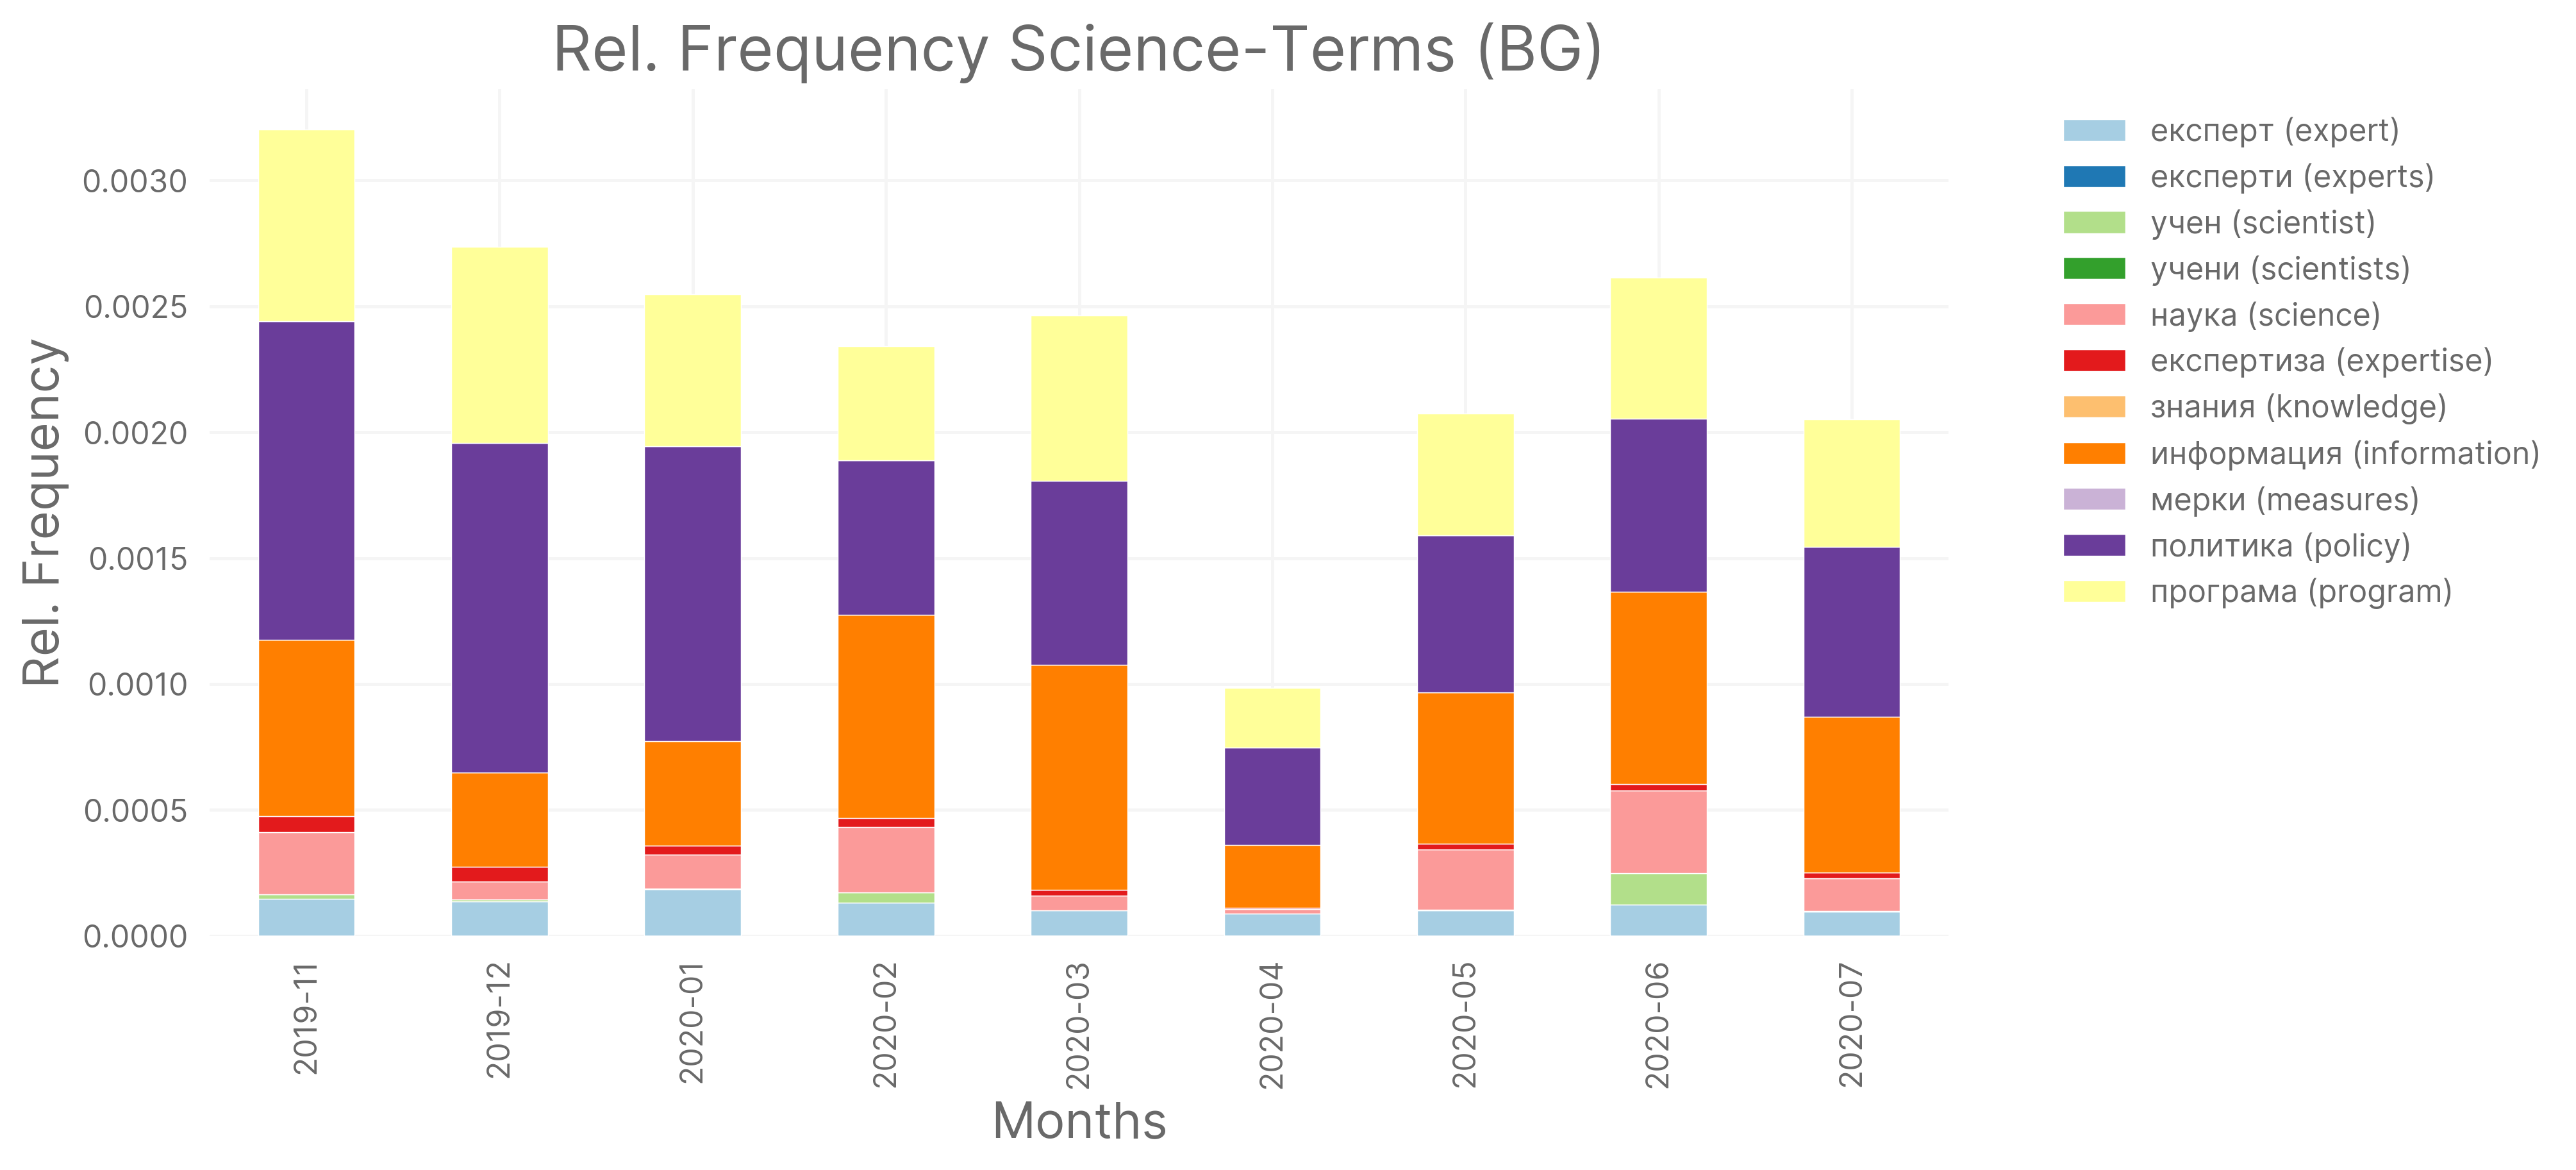 Rel. Frequency Science-Terms (BG)
Rel. Frequency
0.0030
0.0025
0.0020
0.0015
0.0010
0.0005
0.0000
2019-11
2019-12
2020-01
2020-02
2020-03
2020-04
2020-05
2020-06
2020-07
Months
експерт (expert)
експерти (experts)
учен (scientist)
учени (scientists)
наука (science)
експертиза (expertise)
знания (knowledge)
информация (information)
мерки (measures)
политика (policy)
програма (program)